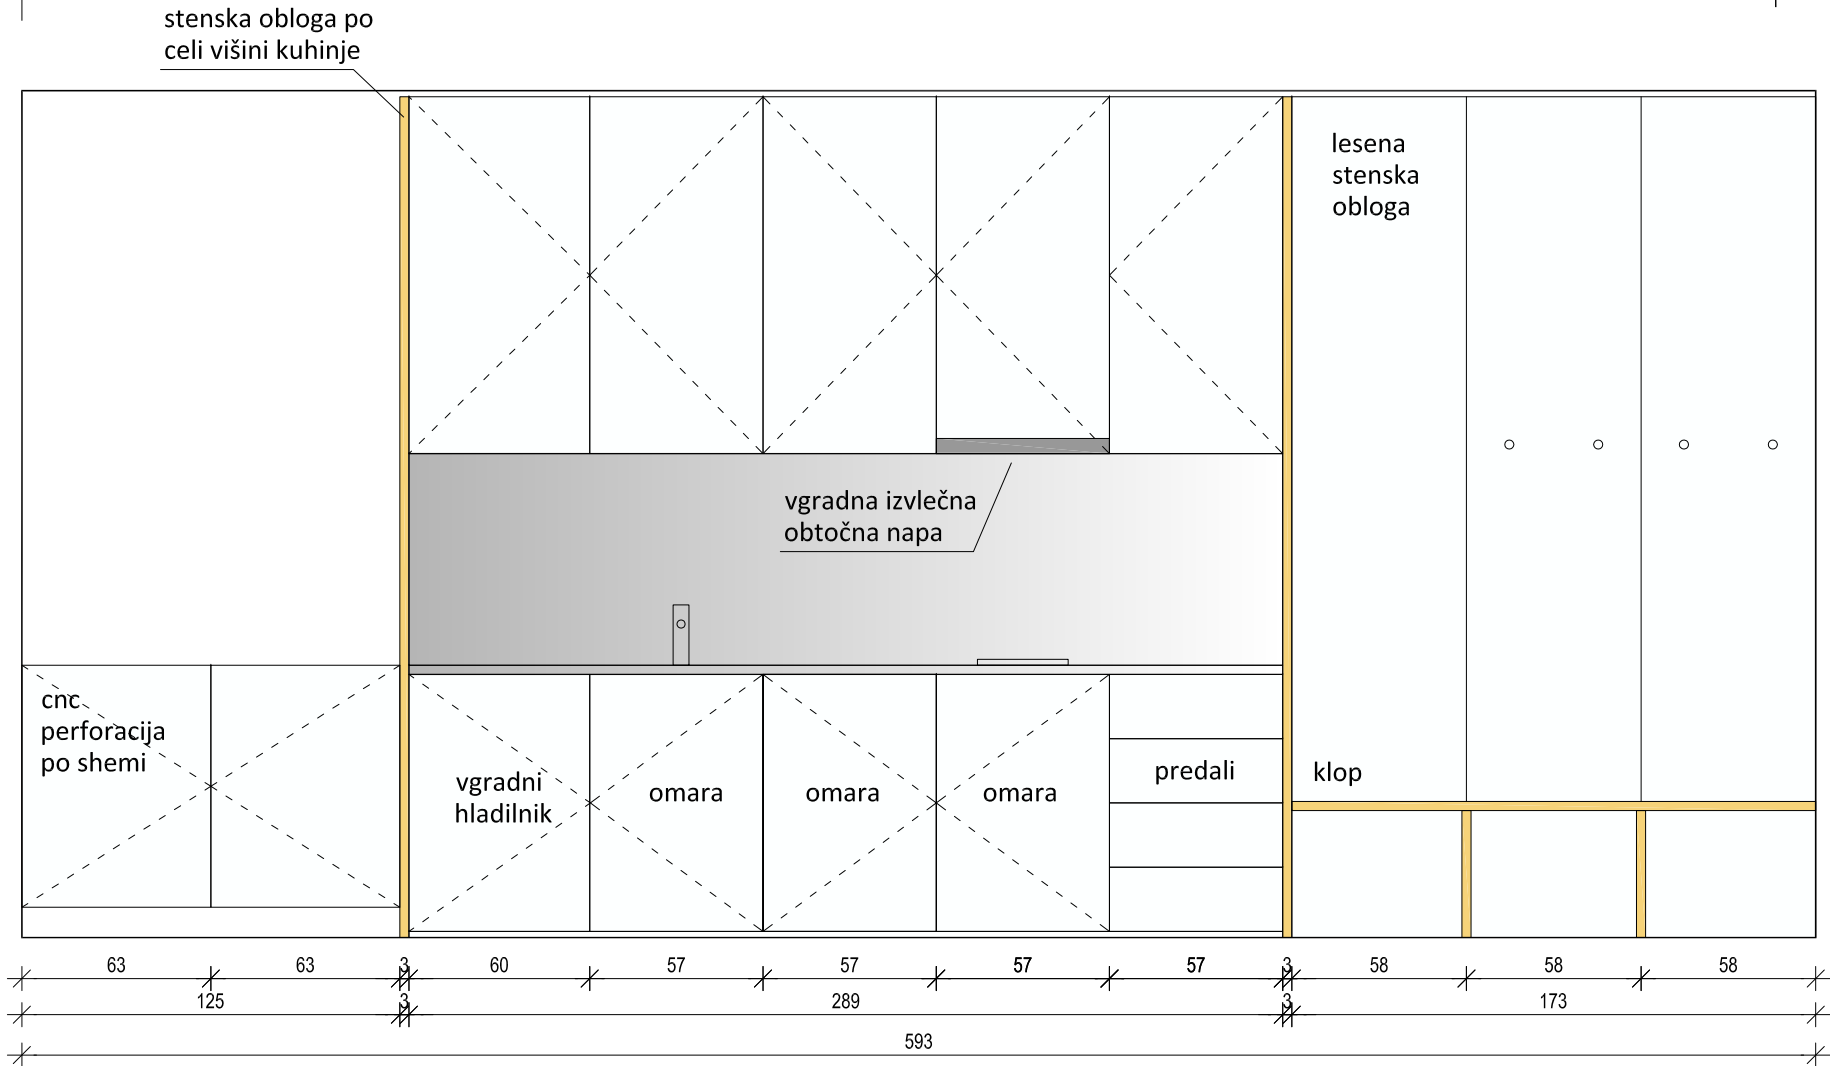 stenska obloga po
celi višini kuhinje
lesena
stenska
obloga
vgradna izvlečna
obtočna napa
cnc
perforacija
po shemi
vgradni
hladilnik
omara
omara
omara
predali
klop
63 63 3 60 57 57 57 57 3 58 58 58
125 3 289 3 173
593